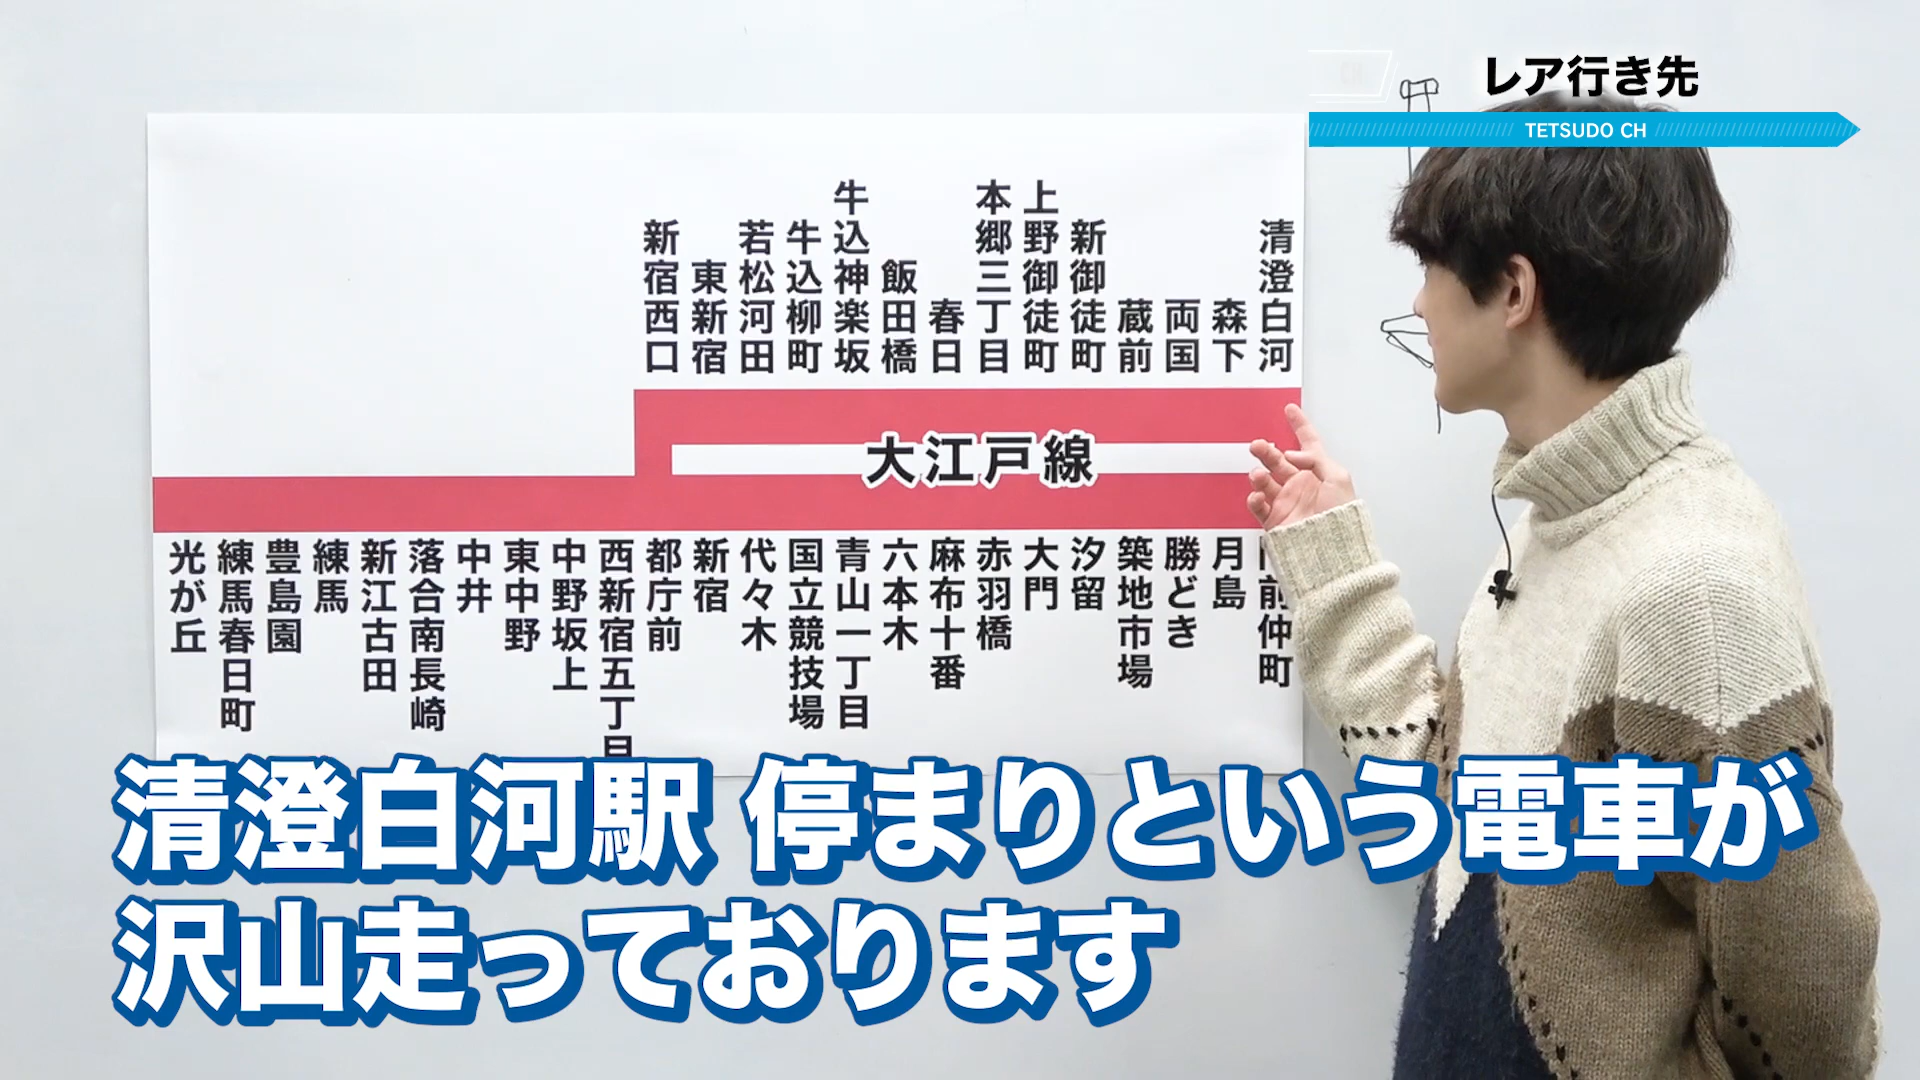 レア行き先
TETSUDO CH
新宿西口
東新宿
若松河田
牛込柳町
牛込神楽坂
飯田橋
春日
本郷三丁目
上野御徒町
新御徒町
蔵前
両国
森下
清澄白河
大江戸線
光が丘
練馬春日町
豊島園
練馬
新江古田
落合南長崎
中井
東中野
中野坂上
西新宿五丁目
都庁前
新宿
代々木
国立競技場
青山一丁目
六本木
麻布十番
赤羽橋
大門
汐留
築地市場
勝どき
月島
門前仲町
清澄白河駅 停まりという電車が
沢山走っております